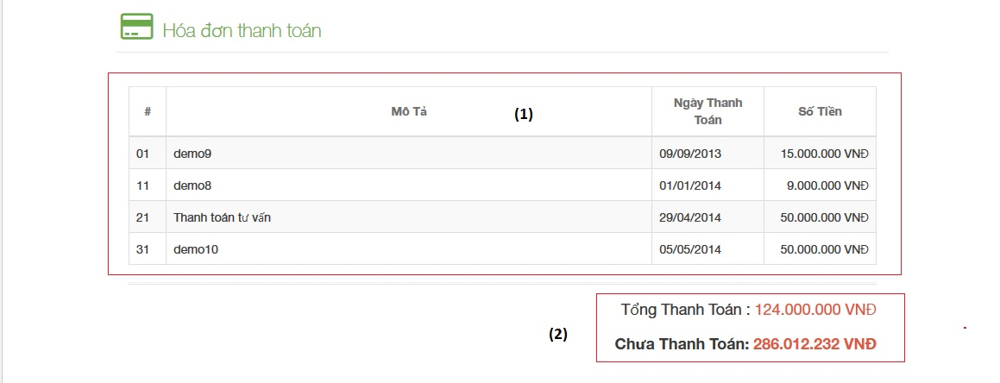 Hóa đơn thanh toán
# Mô Tả (1) Ngày Thanh Toán Số Tiền
01 demo9 09/09/2013 15.000.000 VNĐ
11 demo8 01/01/2014 9.000.000 VNĐ
21 Thanh toán tư vấn 29/04/2014 50.000.000 VNĐ
31 demo10 05/05/2014 50.000.000 VNĐ
Tổng Thanh Toán : 124.000.000 VNĐ
(2)
Chưa Thanh Toán: 286.012.232 VNĐ